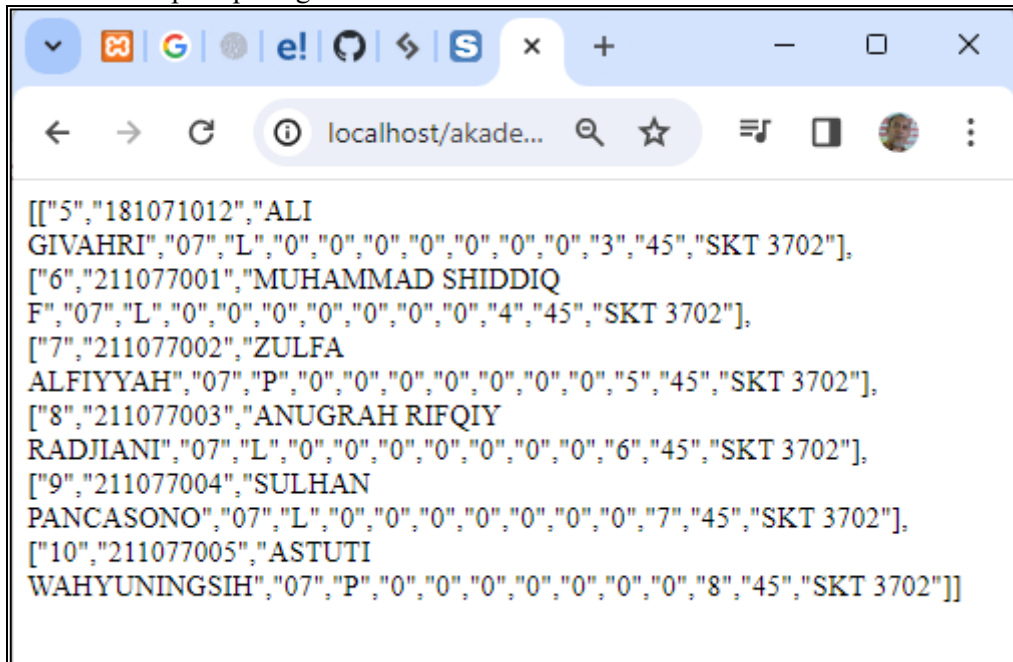 e!
S
localhost/akade...
[["5","181071012","ALI
GIVAHRI","07","L","0","0","0","0","0","0","0","3","45","SKT 3702"],
["6","211077001","MUHAMMAD SHIDDIQ
F","07","L","0","0","0","0","0","0","0","4","45","SKT 3702"],
["7","211077002","ZULFA
ALFIYYAH","07","P","0","0","0","0","0","0","0","5","45","SKT 3702"],
["8","211077003","ANUGRAH RIFQIY
RADJIANI","07","L","0","0","0","0","0","0","0","6","45","SKT 3702"],
["9","211077004","SULHAN
PANCASONO","07","L","0","0","0","0","0","0","0","7","45","SKT 3702"],
["10","211077005","ASTUTI
WAHYUNINGSIH","07","P","0","0","0","0","0","0","0","8","45","SKT 3702"]]